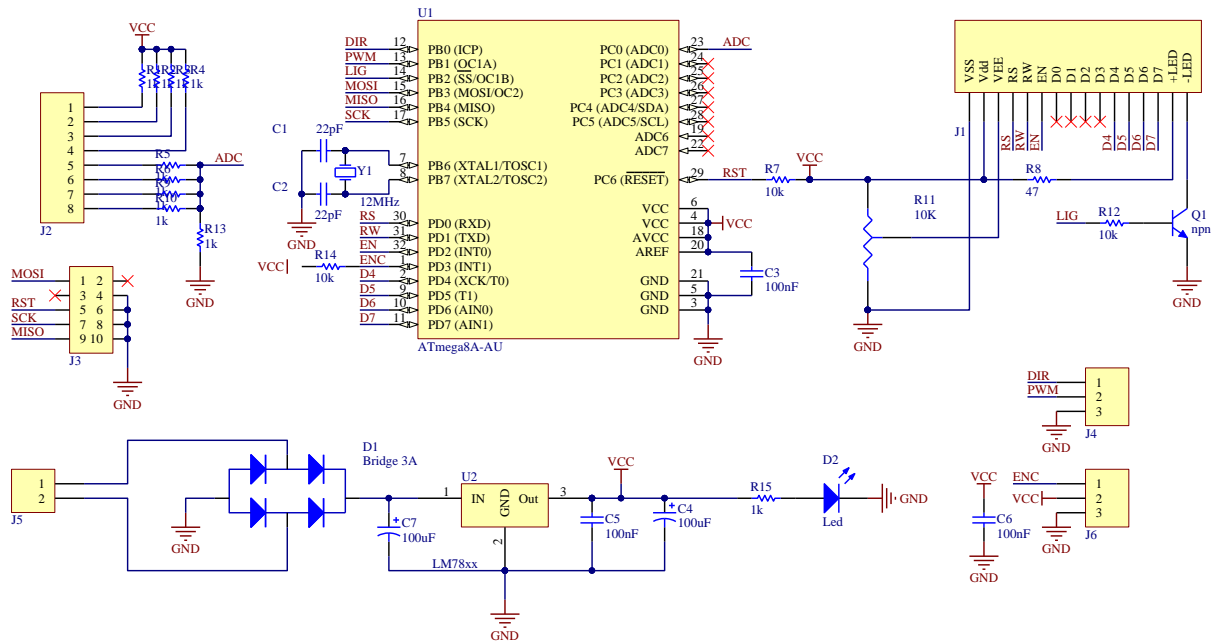 VCC
R1 R2 R3 R4
1k 1k 1k 1k
1
2
3
4
5
6
7
8
J2
R5
1k
R9
1k
R10
1k
ADC
R13
1k
GND
MOSI
RST
SCK
MISO
1 2
3 4
5 6
7 8
9 10
J3
GND
U1
DIR 12 PB0 (ICP)
PWM 13 PB1 (OC1A)
LIG 14 PB2 (SS/OC1B)
MOSI 15 PB3 (MOSI/OC2)
MISO 16 PB4 (MISO)
SCK 17 PB5 (SCK)
7 PB6 (XTAL1/TOSC1)
8 PB7 (XTAL2/TOSC2)
RS 30 PD0 (RXD)
RW 31 PD1 (TXD)
EN 32 PD2 (INT0)
ENC 1 PD3 (INT1)
D4 2 PD4 (XCK/T0)
D5 9 PD5 (T1)
D6 10 PD6 (AIN0)
D7 11 PD7 (AIN1)
PC0 (ADC0) 23 ADC
PC1 (ADC1) 24
PC2 (ADC2) 25
PC3 (ADC3) 26
PC4 (ADC4/SDA) 27
PC5 (ADC5/SCL) 28
ADC6 19
ADC7 22
PC6 (RESET) 29 RST
VCC 6
VCC 4
AVCC 18
AREF 20
GND 21
GND 5
GND 3
ATmega8A-AU
C1
22pF
C2
22pF
Y1
12MHz
GND
VCC
R14
10k
VCC
C3
100nF
GND
R7
10k
VCC
R11
10K
GND
R8
47
J1
VSS
Vdd
VEE
RS
RW
EN
D0
D1
D2
D3
D4
D5
D6
D7
+LED
-LED
RS
RW
EN
D4
D5
D6
D7
LIG
R12
10k
Q1
npn
GND
DIR
PWM
1
2
3
J4
GND
J5
1
2
GND
D1
Bridge 3A
C7
100uF
U2
1 IN GND Out 3
2
LM78xx
GND
C5
100nF
VCC
C4
100uF
R15
1k
D2
Led
GND
VCC
C6
100nF
GND
ENC
VCC
GND
1
2
3
J6